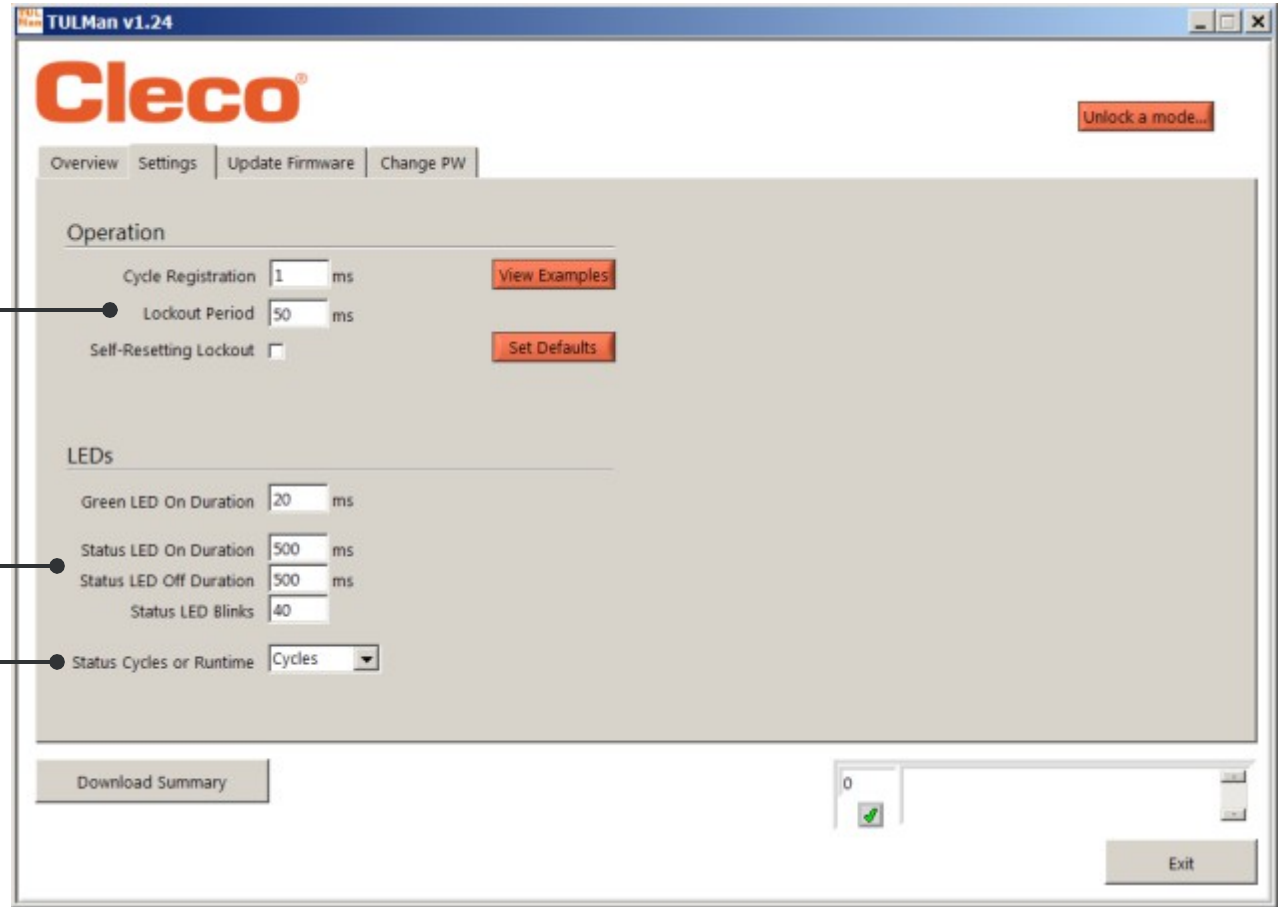 TUL Man TULMan v1.24
Cleco®
Unlock a mode...
Overview Settings Update Firmware Change PW
Operation
Cycle Registration 1 ms View Examples
Lockout Period 50 ms
Self-Resetting Lockout Set Defaults
LEDs
Green LED On Duration 20 ms
Status LED On Duration 500 ms
Status LED Off Duration 500 ms
Status LED Blinks 40
Status Cycles or Runtime Cycles
Download Summary 0
Exit